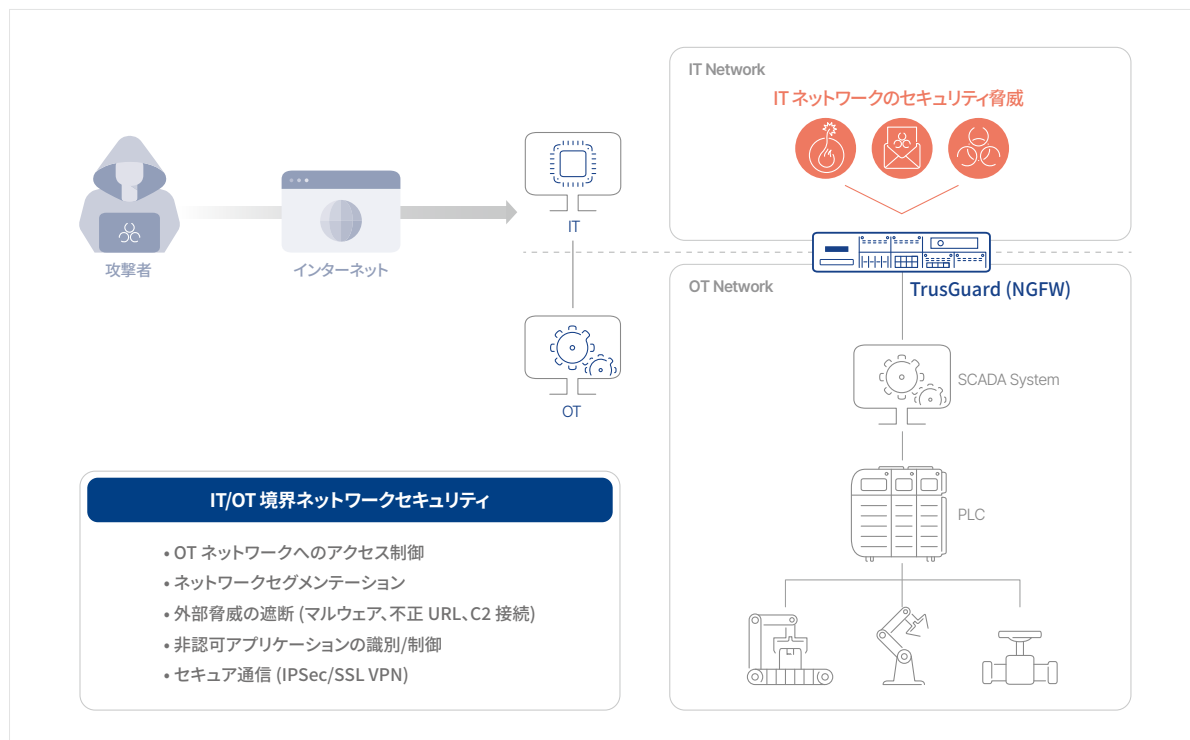 IT Network
IT ネットワークのセキュリティ脅威
IT
攻撃者
インターネット
OT Network
TrusGuard (NGFW)
SCADA System
OT
IT/OT 境界ネットワークセキュリティ
PLC
• OT ネットワークへのアクセス制御
• ネットワークセグメンテーション
• 外部脅威の遮断 (マルウェア、不正 URL、C2 接続)
• 非認可アプリケーションの識別/制御
• セキュア通信 (IPSec/SSL VPN)